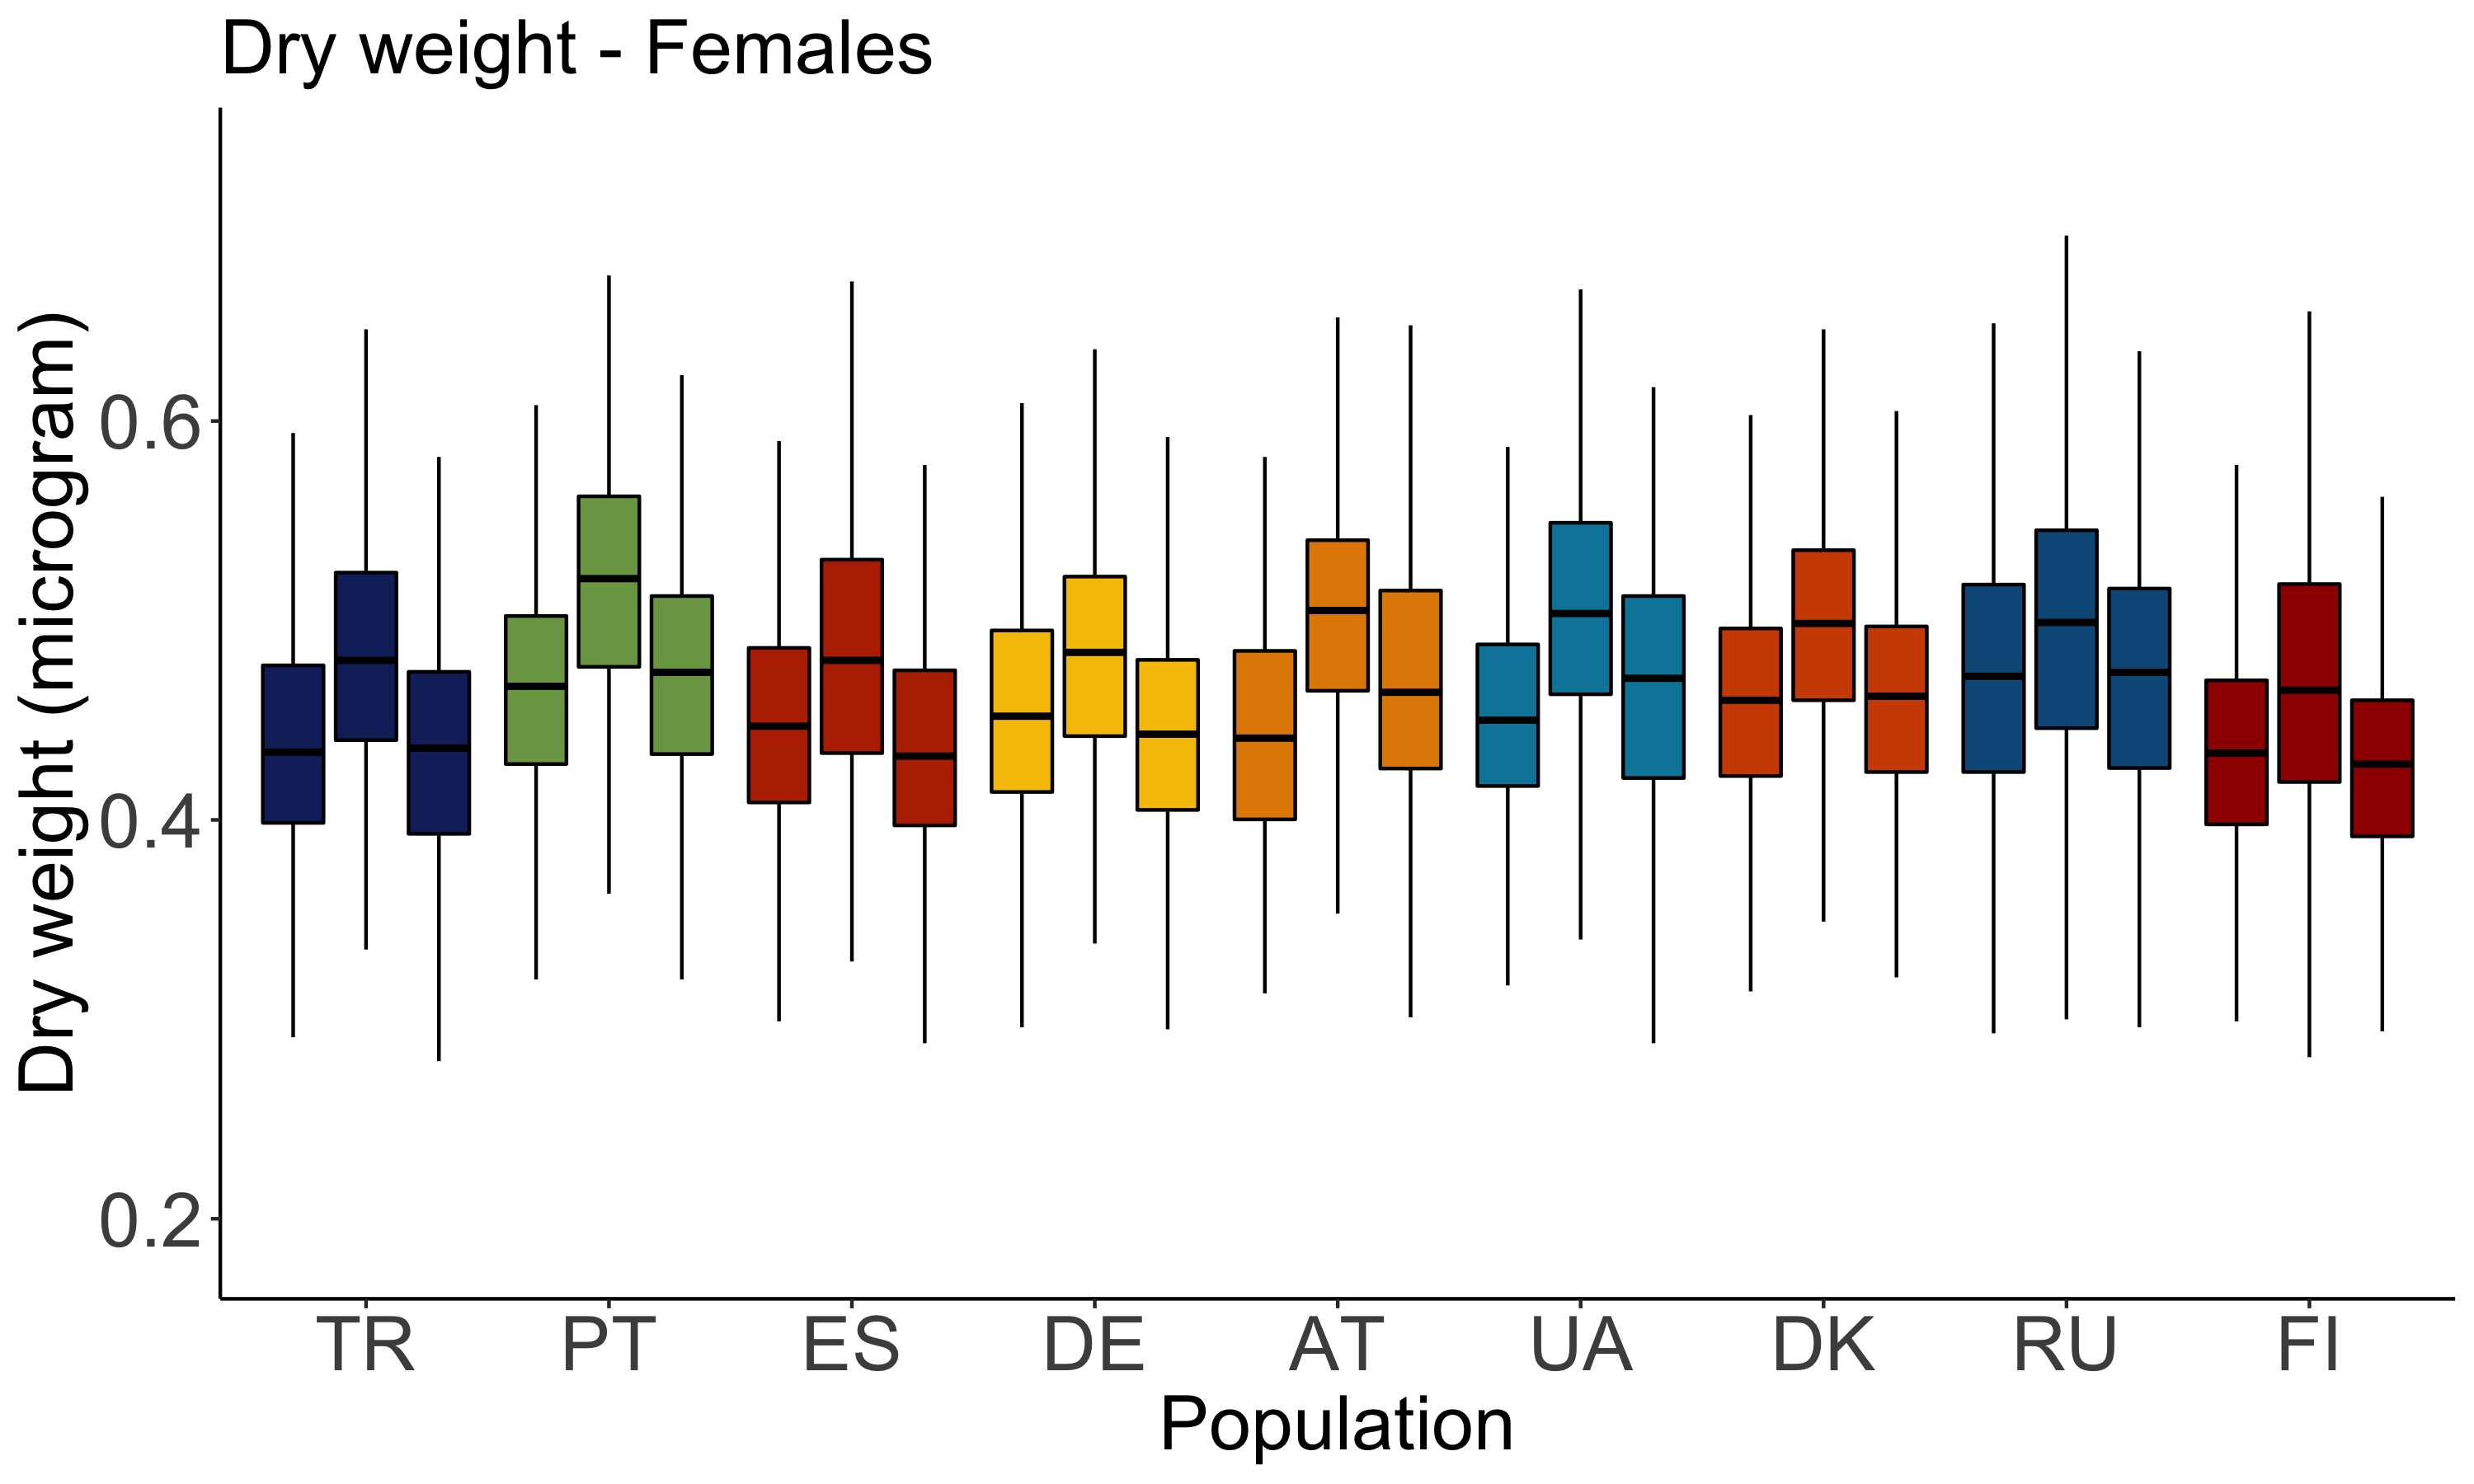 Dry weight - Females
Dry weight (microgram)
0.6
0.4
0.2
TR PT ES DE AT UA DK RU FI
Population